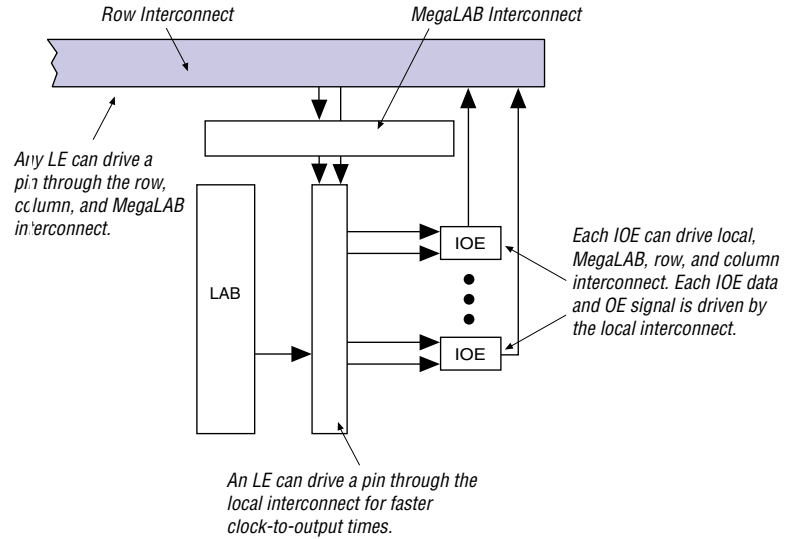 Row Interconnect
MegaLAB Interconnect
Any LE can drive a
pin through the row,
column, and MegaLAB
interconnect.
LAB
IOE
IOE
Each IOE can drive local,
MegaLAB, row, and column
interconnect. Each IOE data
and OE signal is driven by
the local interconnect.
An LE can drive a pin through the
local interconnect for faster
clock-to-output times.